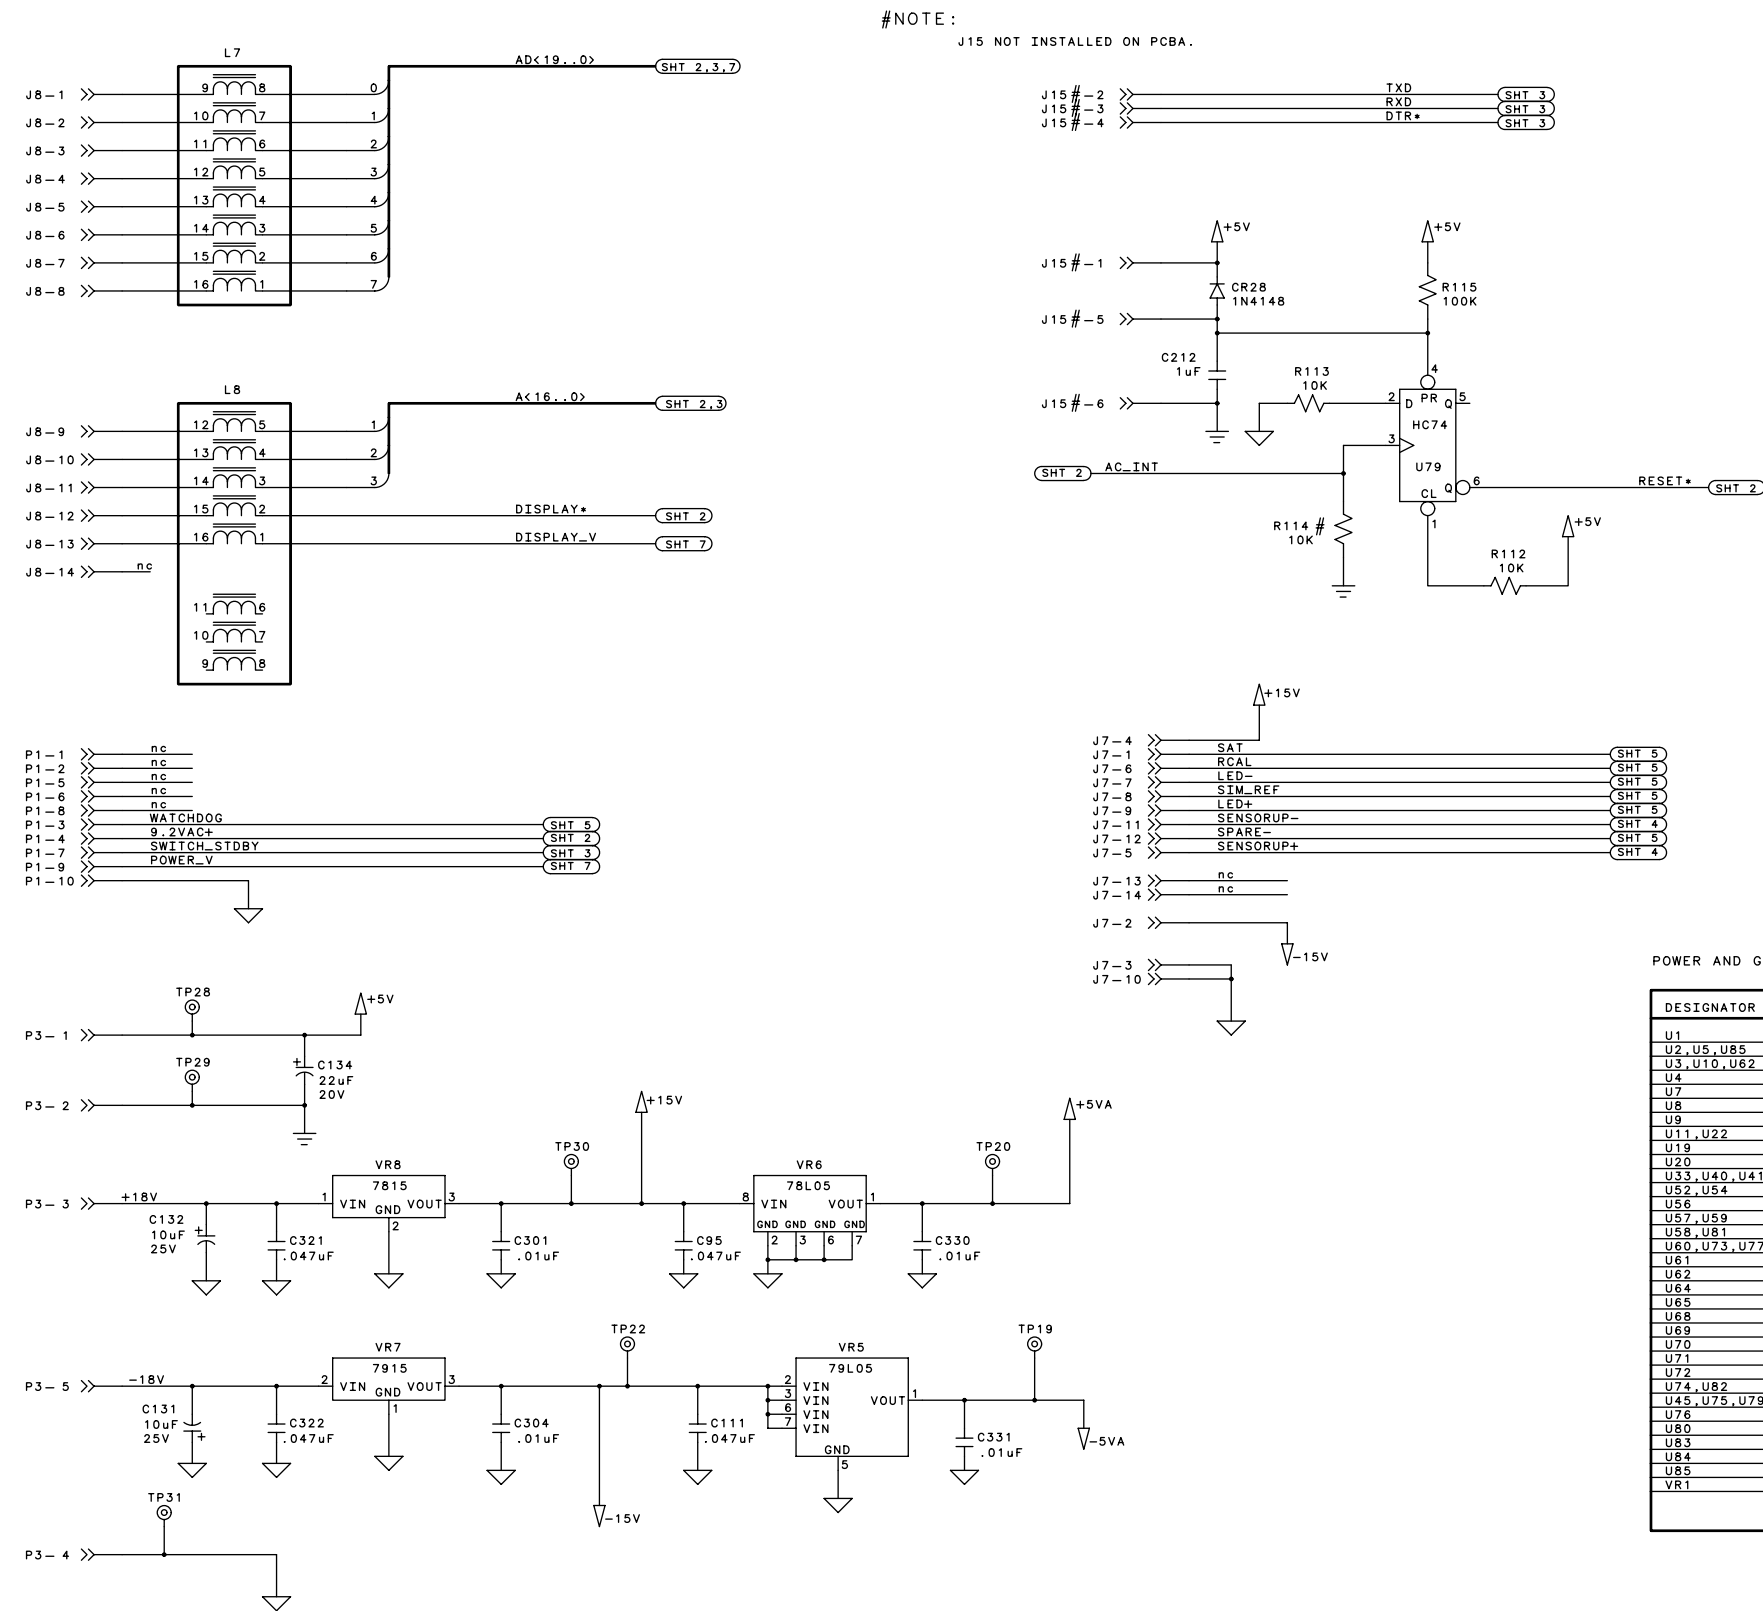 #NOTE:
J15 NOT INSTALLED ON PCBA.
L7
AD<19..0> SHT 2,3,7
J8-1 9 8 0
J8-2 10 7 1
J8-3 11 6 2
J8-4 12 5 3
J8-5 13 4 4
J8-6 14 3 5
J8-7 15 2 6
J8-8 16 1 7
J15#-2 TXD SHT 3
J15#-3 RXD SHT 3
J15#-4 DTR* SHT 3
+5V +5V
J15#-1
CR28
1N4148
R115
100K
J15#-5
C212
1uF
R113
10K
J15#-6
4
2 D PR Q 5
HC74
3
U79
CL Q 6
1
SHT 2 AC_INT
RESET* SHT 2
R114 #
10K
+5V
R112
10K
L8
A<16..0> SHT 2,3
J8-9 12 5 1
J8-10 13 4 2
J8-11 14 3 3
J8-12 15 2 DISPLAY* SHT 2
J8-13 16 1 DISPLAY_V SHT 7
J8-14 nc
11 6
10 7
9 8
P1-1 nc
P1-2 nc
P1-5 nc
P1-6 nc
P1-8 nc
P1-3 WATCHDOG SHT 5
P1-4 9.2VAC+ SHT 2
P1-7 SWITCH_STDBY SHT 3
P1-9 POWER_V SHT 7
P1-10
+15V
J7-4
J7-1 SAT SHT 5
J7-6 RCAL SHT 5
J7-7 LED- SHT 5
J7-8 SIM_REF SHT 5
J7-9 LED+ SHT 5
J7-11 SENSORUP- SHT 4
J7-12 SPARE- SHT 5
J7-5 SENSORUP+ SHT 4
J7-13 nc
J7-14 nc
J7-2
-15V
J7-3
J7-10
TP28
+5V
P3-1
TP29
+ C134
22uF
20V
P3-2
+15V
+5VA
TP30
TP20
VR8
7815
VR6
78L05
P3-3 +18V 1 VIN GND VOUT 3 8 VIN VOUT 1
2
GND GND GND GND
2 3 6 7
C132
10uF +
25V
C321
.047uF
C301
.01uF
C95
.047uF
C330
.01uF
TP22
TP19
VR7
7915
VR5
79L05
P3-5 -18V 2 VIN GND VOUT 3
1
2 VIN
3 VIN VOUT 1
6 VIN
7 VIN
GND
5
C131
10uF
25V +
C322
.047uF
C304
.01uF
C111
.047uF
C331
.01uF
-5VA
-15V
TP31
P3-4
POWER AND G
DESIGNATOR
U1
U2,U5,U85
U3,U10,U62
U4
U7
U8
U9
U11,U22
U19
U20
U33,U40,U41
U52,U54
U56
U57,U59
U58,U81
U60,U73,U77
U61
U62
U64
U65
U68
U69
U70
U71
U72
U74,U82
U45,U75,U79
U76
U80
U83
U84
U85
VR1